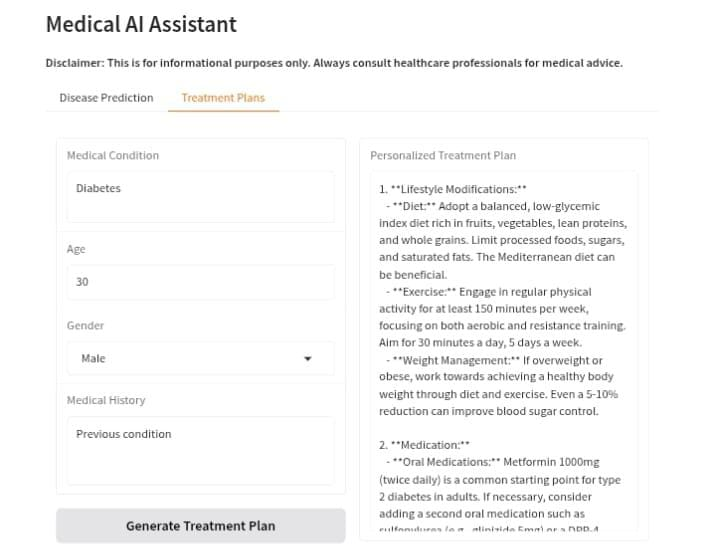 Medical AI Assistant
Disclaimer: This is for informational purposes only. Always consult healthcare professionals for medical advice.
Disease Prediction
Treatment Plans
Medical Condition
Diabetes
Age
30
Gender
Male
Medical History
Previous condition
Generate Treatment Plan
Personalized Treatment Plan
1. **Lifestyle Modifications:**
- **Diet:** Adopt a balanced, low-glycemic
index diet rich in fruits, vegetables, lean proteins,
and whole grains. Limit processed foods, sugars,
and saturated fats. The Mediterranean diet can
be beneficial.
- **Exercise:** Engage in regular physical
activity for at least 150 minutes per week,
focusing on both aerobic and resistance training.
Aim for 30 minutes a day, 5 days a week.
- **Weight Management:** If overweight or
obese, work towards achieving a healthy body
weight through diet and exercise. Even a 5-10%
reduction can improve blood sugar control.
2. **Medication:**
- **Oral Medications:** Metformin 1000mg
(twice daily) is a common starting point for type
2 diabetes in adults. If necessary, consider
adding a second oral medication such as
sulfonylurea (e.g., glipizide 5mg) or a DPP-4